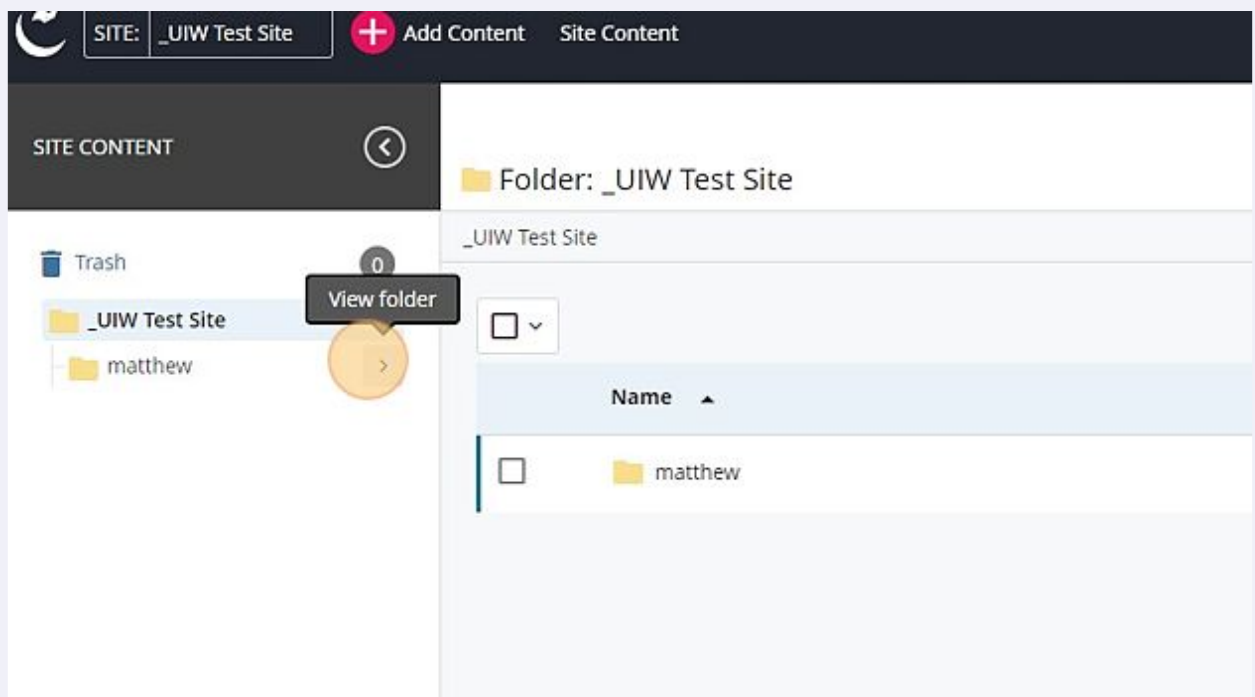 SITE: _UIW Test Site Add Content Site Content
SITE CONTENT
Folder: _UIW Test Site
_UIW Test Site
Trash 0
View folder
_UIW Test Site
matthew
Name
matthew